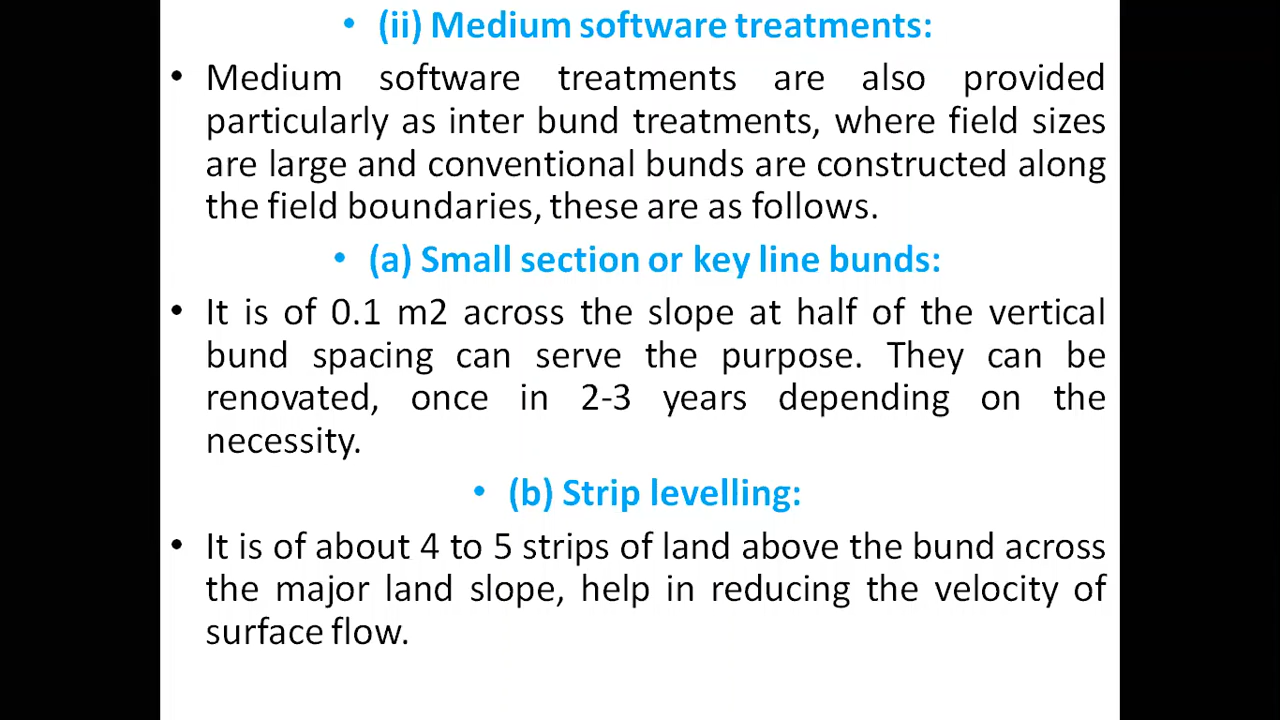 • (ii) Medium software treatments:
• Medium software treatments are also provided
particularly as inter bund treatments, where field sizes
are large and conventional bunds are constructed along
the field boundaries, these are as follows.
• (a) Small section or key line bunds:
• It is of 0.1 m2 across the slope at half of the vertical
bund spacing can serve the purpose. They can be
renovated, once in 2-3 years depending on the
necessity.
• (b) Strip levelling:
• It is of about 4 to 5 strips of land above the bund across
the major land slope, help in reducing the velocity of
surface flow.